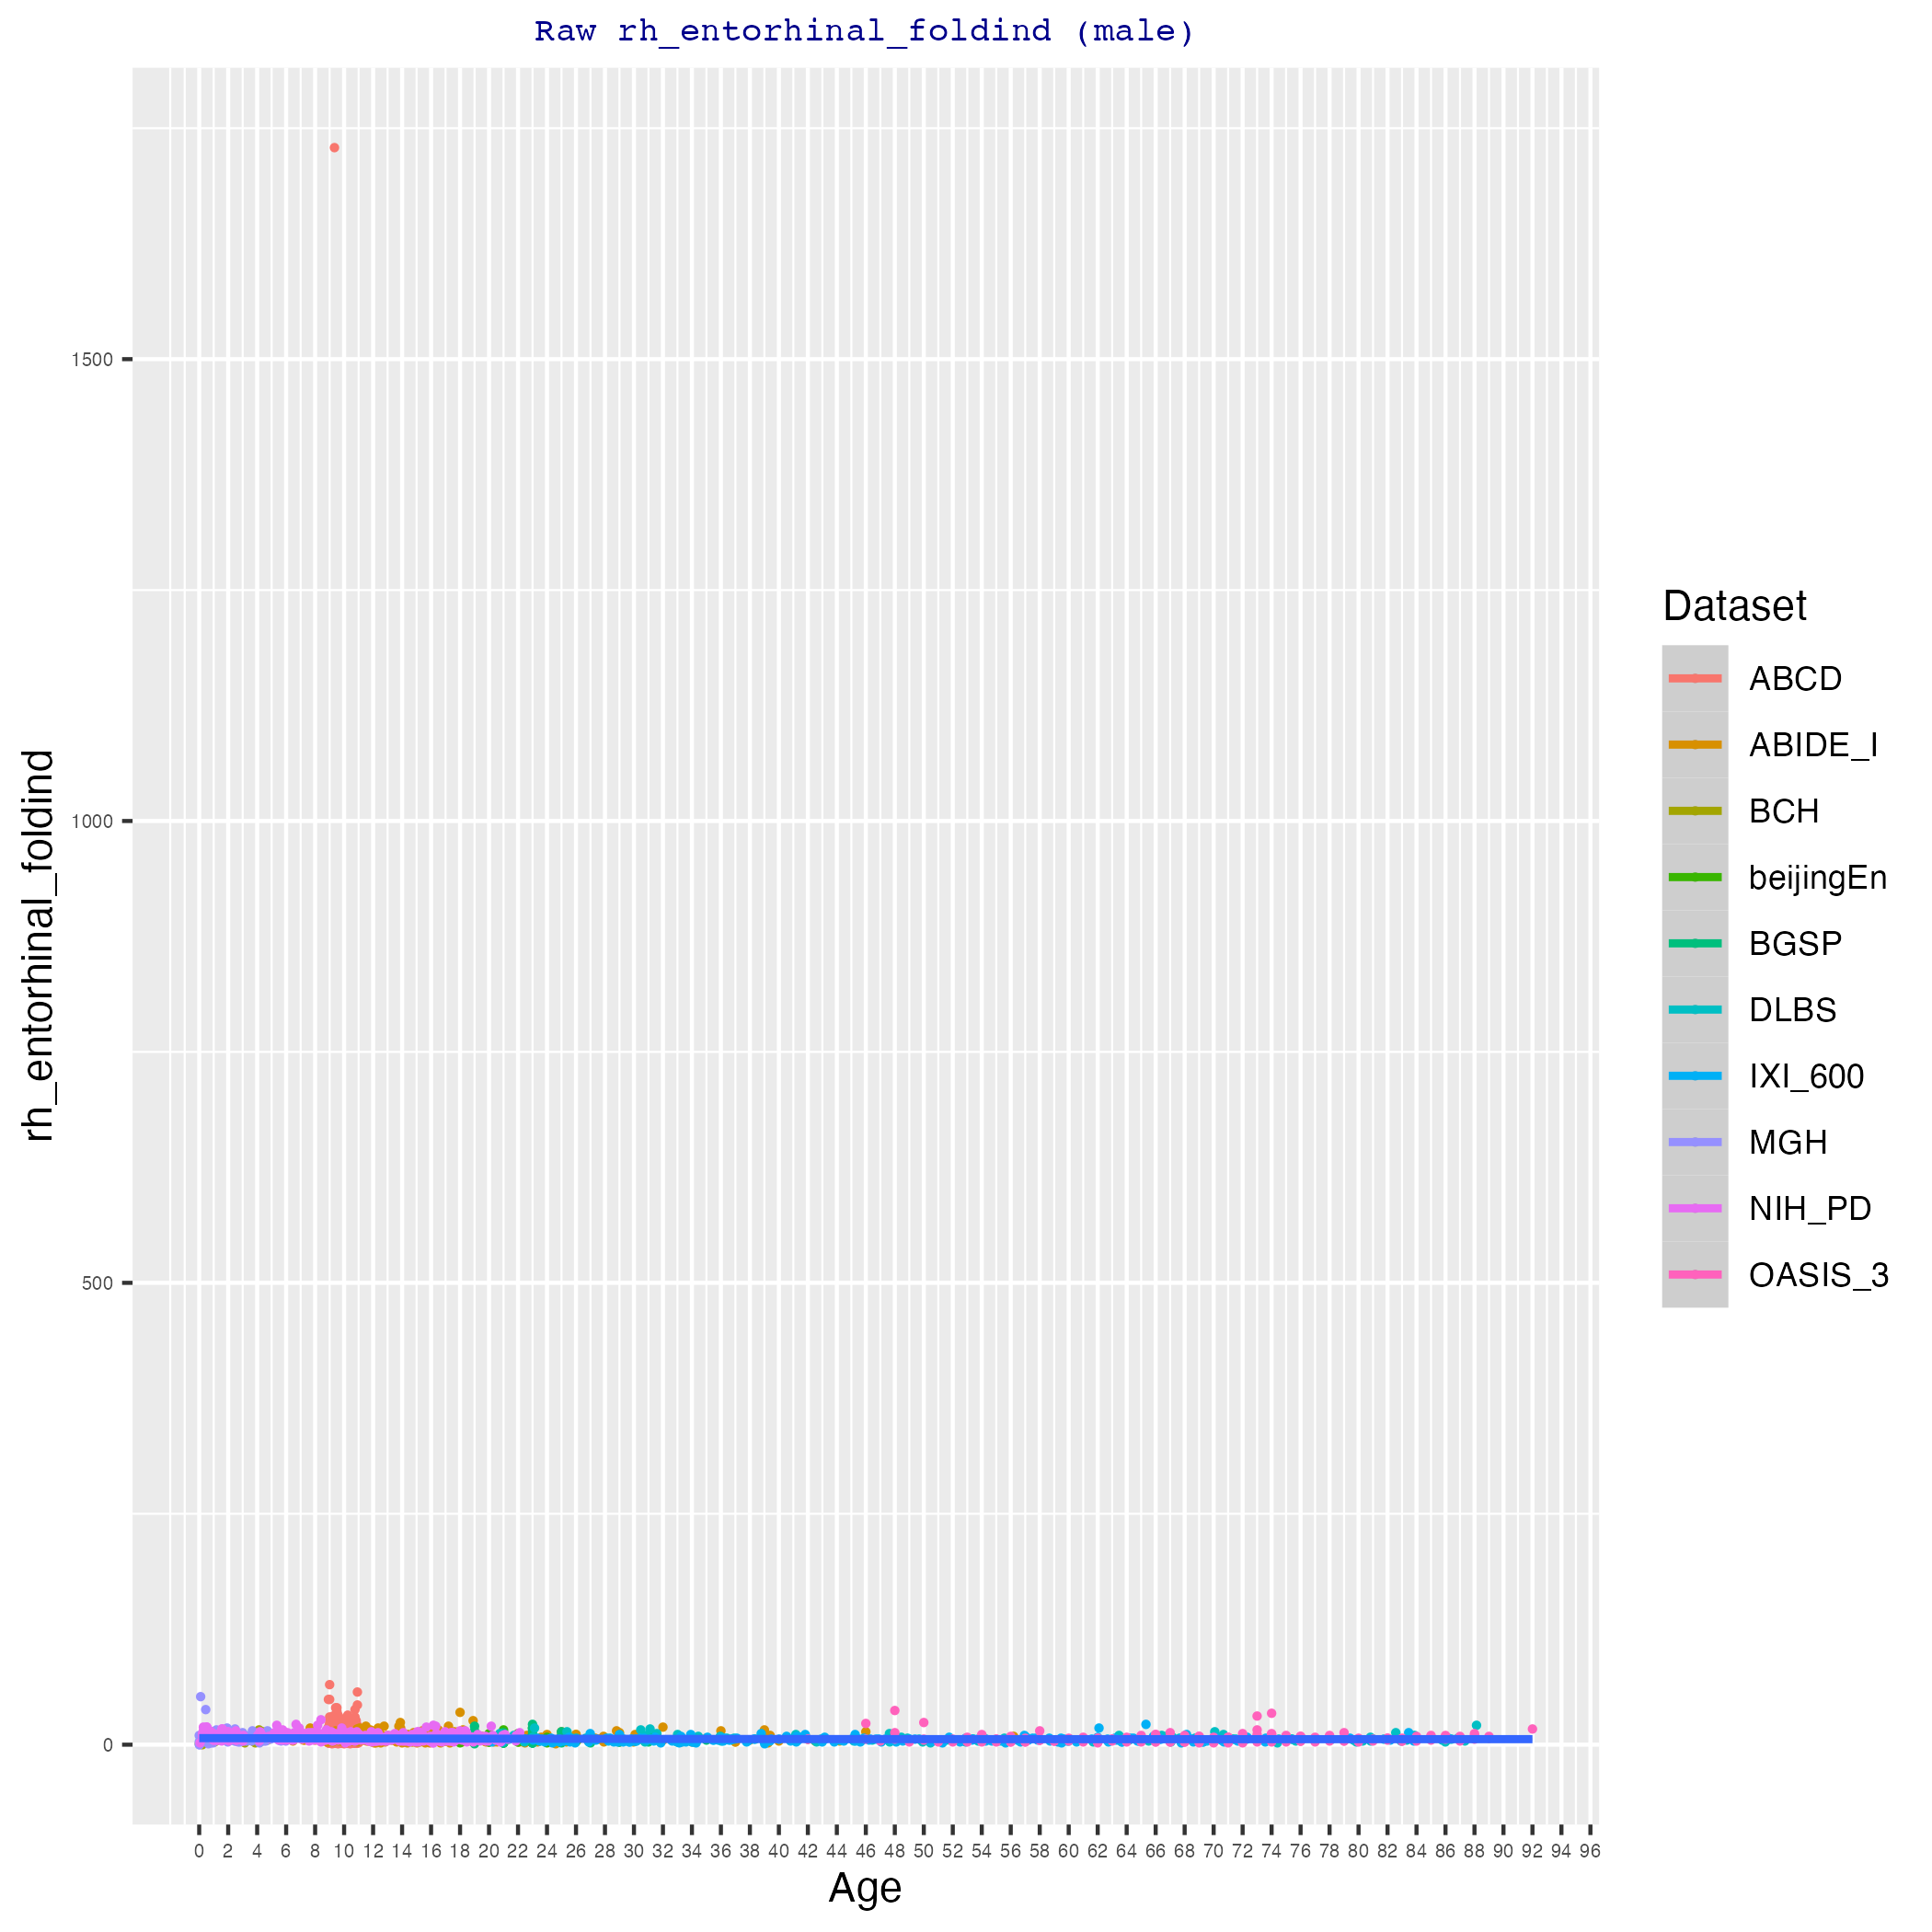 Raw rh_entorhinal_foldind (male)
rh_entorhinal_foldind
1500
1000
500
0
0 2 4 6 8 10 12 14 16 18 20 22 24 26 28 30 32 34 36 38 40 42 44 46 48 50 52 54 56 58 60 62 64 66 68 70 72 74 76 78 80 82 84 86 88 90 92 94 96
Age
Dataset
ABCD
ABIDE_I
BCH
beijingEn
BGSP
DLBS
IXI_600
MGH
NIH_PD
OASIS_3